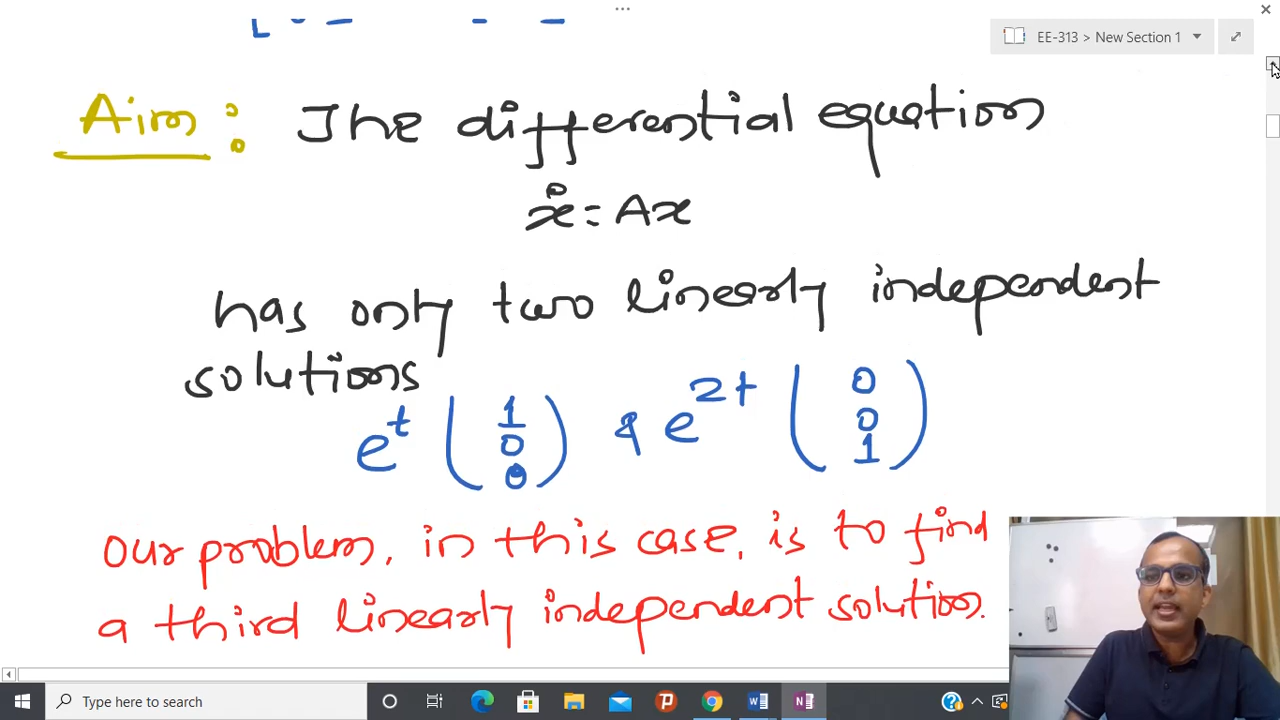 EE-313 > New Section 1
Aim: The differential equation
ẋ = Ax
has only two linearly independent
solutions
e^t (1 0 0) & e^2t (0 0 1)
Our problem, in this case, is to find
a third linearly independent solution.
Type here to search